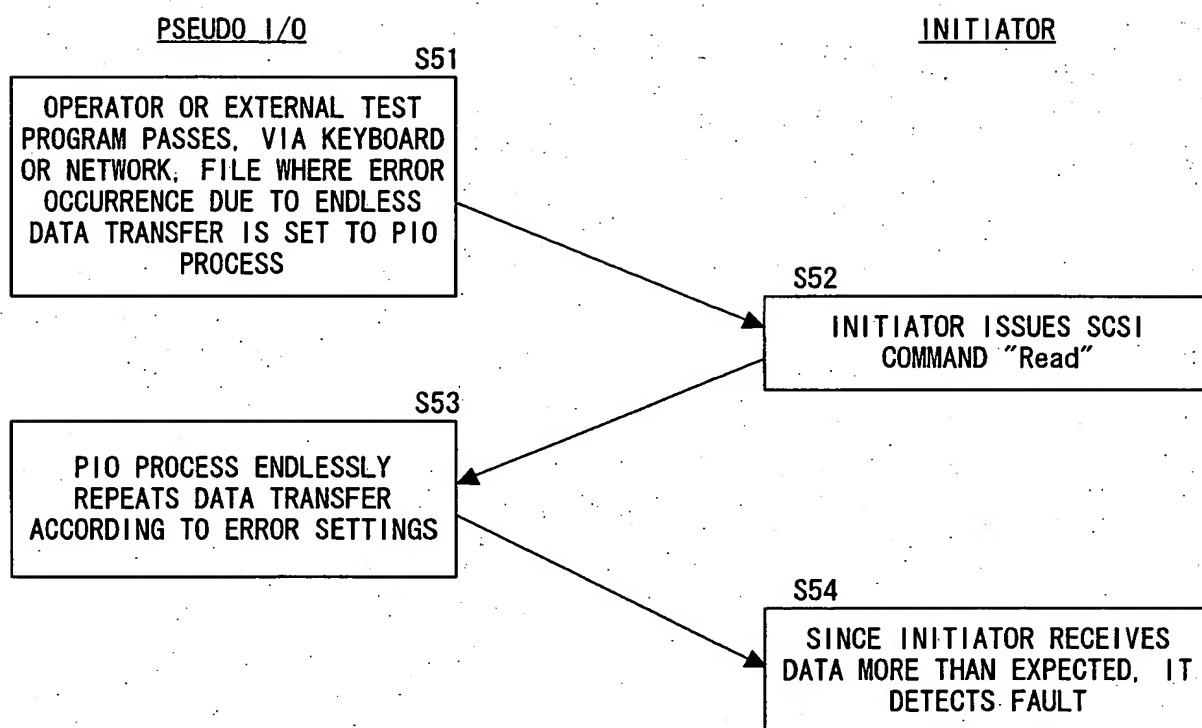 PSEUDO I/O
INITIATOR
S51
OPERATOR OR EXTERNAL TEST
PROGRAM PASSES, VIA KEYBOARD
OR NETWORK, FILE WHERE ERROR
OCCURRENCE DUE TO ENDLESS
DATA TRANSFER IS SET TO PIO
PROCESS
S52
INITIATOR ISSUES SCSI
COMMAND "Read"
S53
PIO PROCESS ENDLESSLY
REPEATS DATA TRANSFER
ACCORDING TO ERROR SETTINGS
S54
SINCE INITIATOR RECEIVES
DATA MORE THAN EXPECTED, IT
DETECTS FAULT